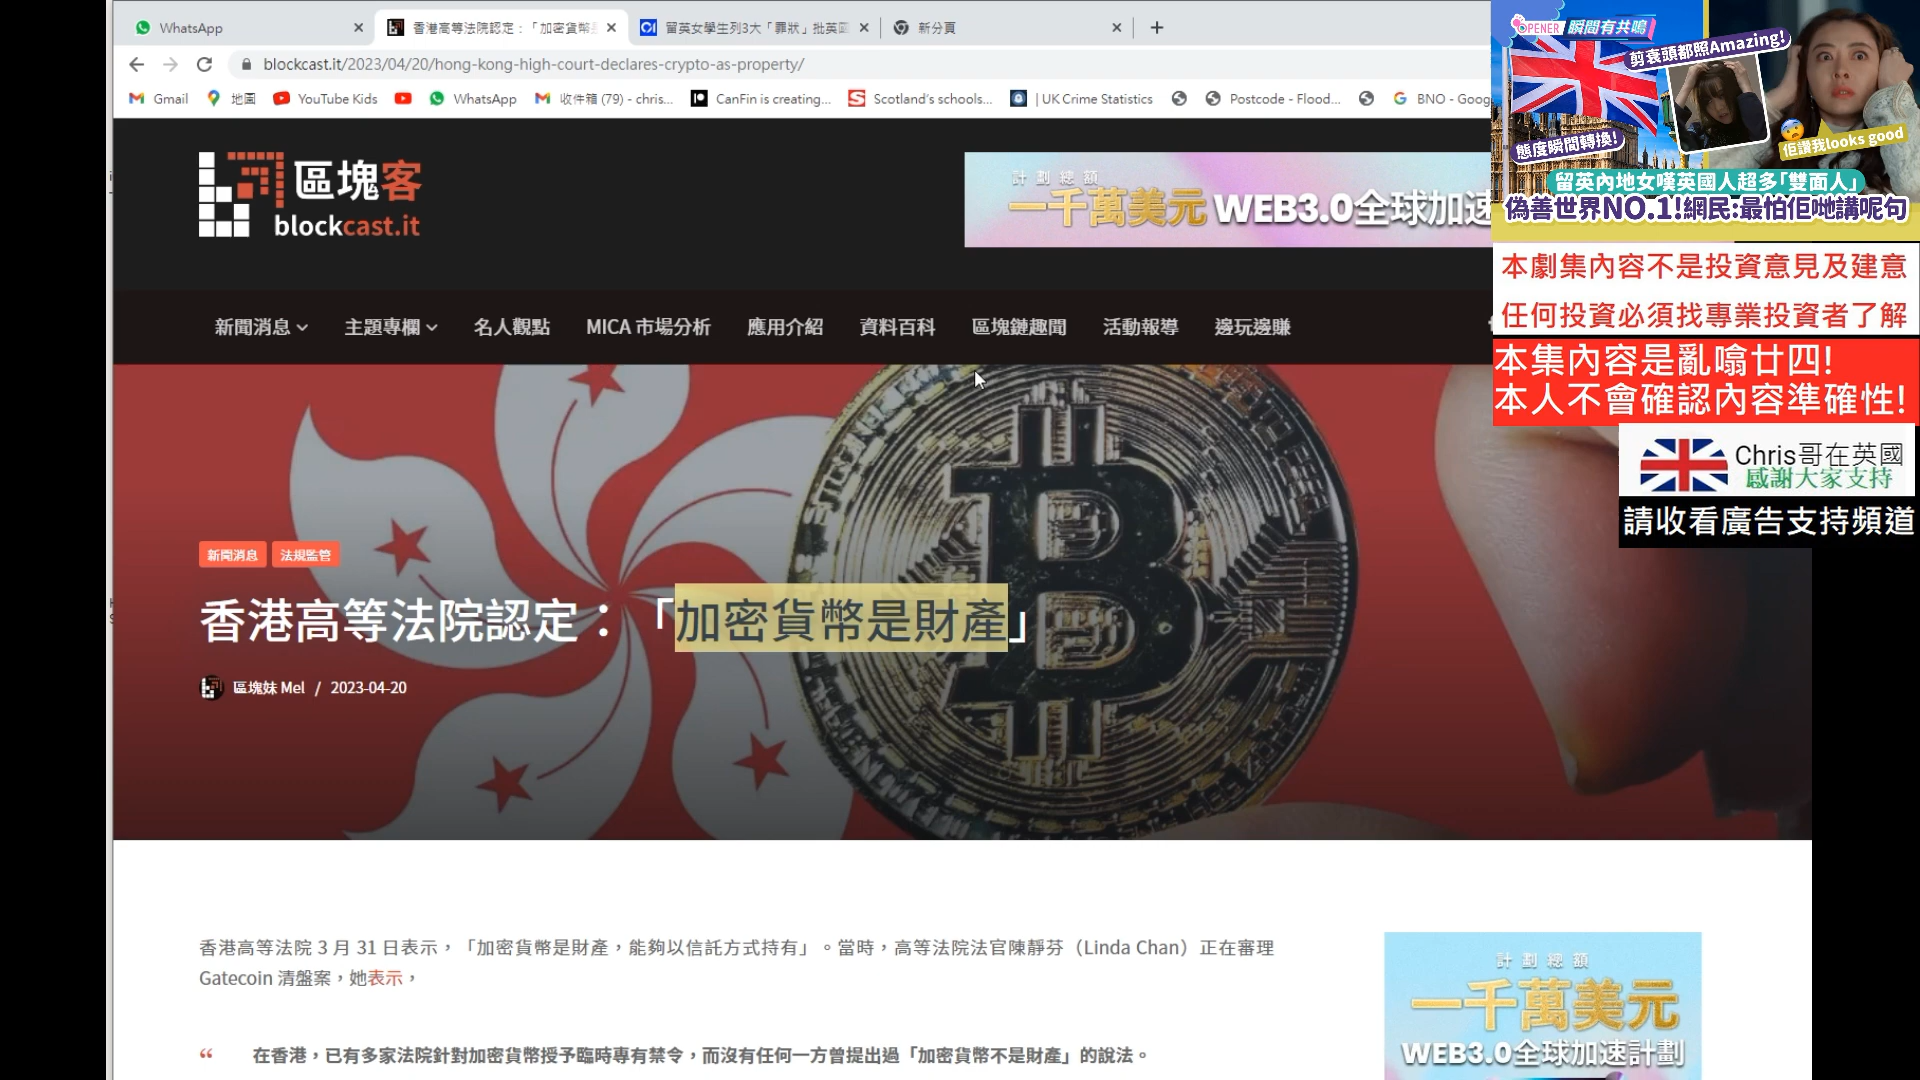 WhatsApp
香港高等法院認定：「加密貨幣是
留英女學生列3大「罪狀」批英國
新分頁
blockcast.it/2023/04/20/hong-kong-high-court-declares-crypto-as-property/
Gmail
地圖
YouTube Kids
WhatsApp
收件箱 (79) - chris...
CanFin is creating...
Scotland's schools...
| UK Crime Statistics
Postcode - Flood...
BNO - Goog
區塊客
blockcast.it
計劃總額
一千萬美元 WEB3.0全球加速
新聞消息
主題專欄
名人觀點
MICA 市場分析
應用介紹
資料百科
區塊鏈趣聞
活動報導
邊玩邊賺
新聞消息
法規監管
香港高等法院認定：「加密貨幣是財產」
區塊妹 Mel / 2023-04-20
香港高等法院 3 月 31 日表示，「加密貨幣是財產，能夠以信託方式持有」。當時，高等法院法官陳靜芬（Linda Chan）正在審理
Gatecoin 清盤案，她表示，
“ 在香港，已有多家法院針對加密貨幣授予臨時專有禁令，而沒有任何一方曾提出過「加密貨幣不是財產」的說法。
計劃總額
一千萬美元
WEB3.0全球加速計劃
OPENER 瞬間有共鳴
剪衰頭都照Amazing!
態度瞬間轉換!
佢讚我looks good
留英內地女嘆英國人超多「雙面人」
偽善世界NO.1!網民:最怕佢哋講呢句
本劇集內容不是投資意見及建意
任何投資必須找專業投資者了解
本集內容是亂噏廿四!
本人不會確認內容準確性!
Chris哥在英國
感謝大家支持
請收看廣告支持頻道